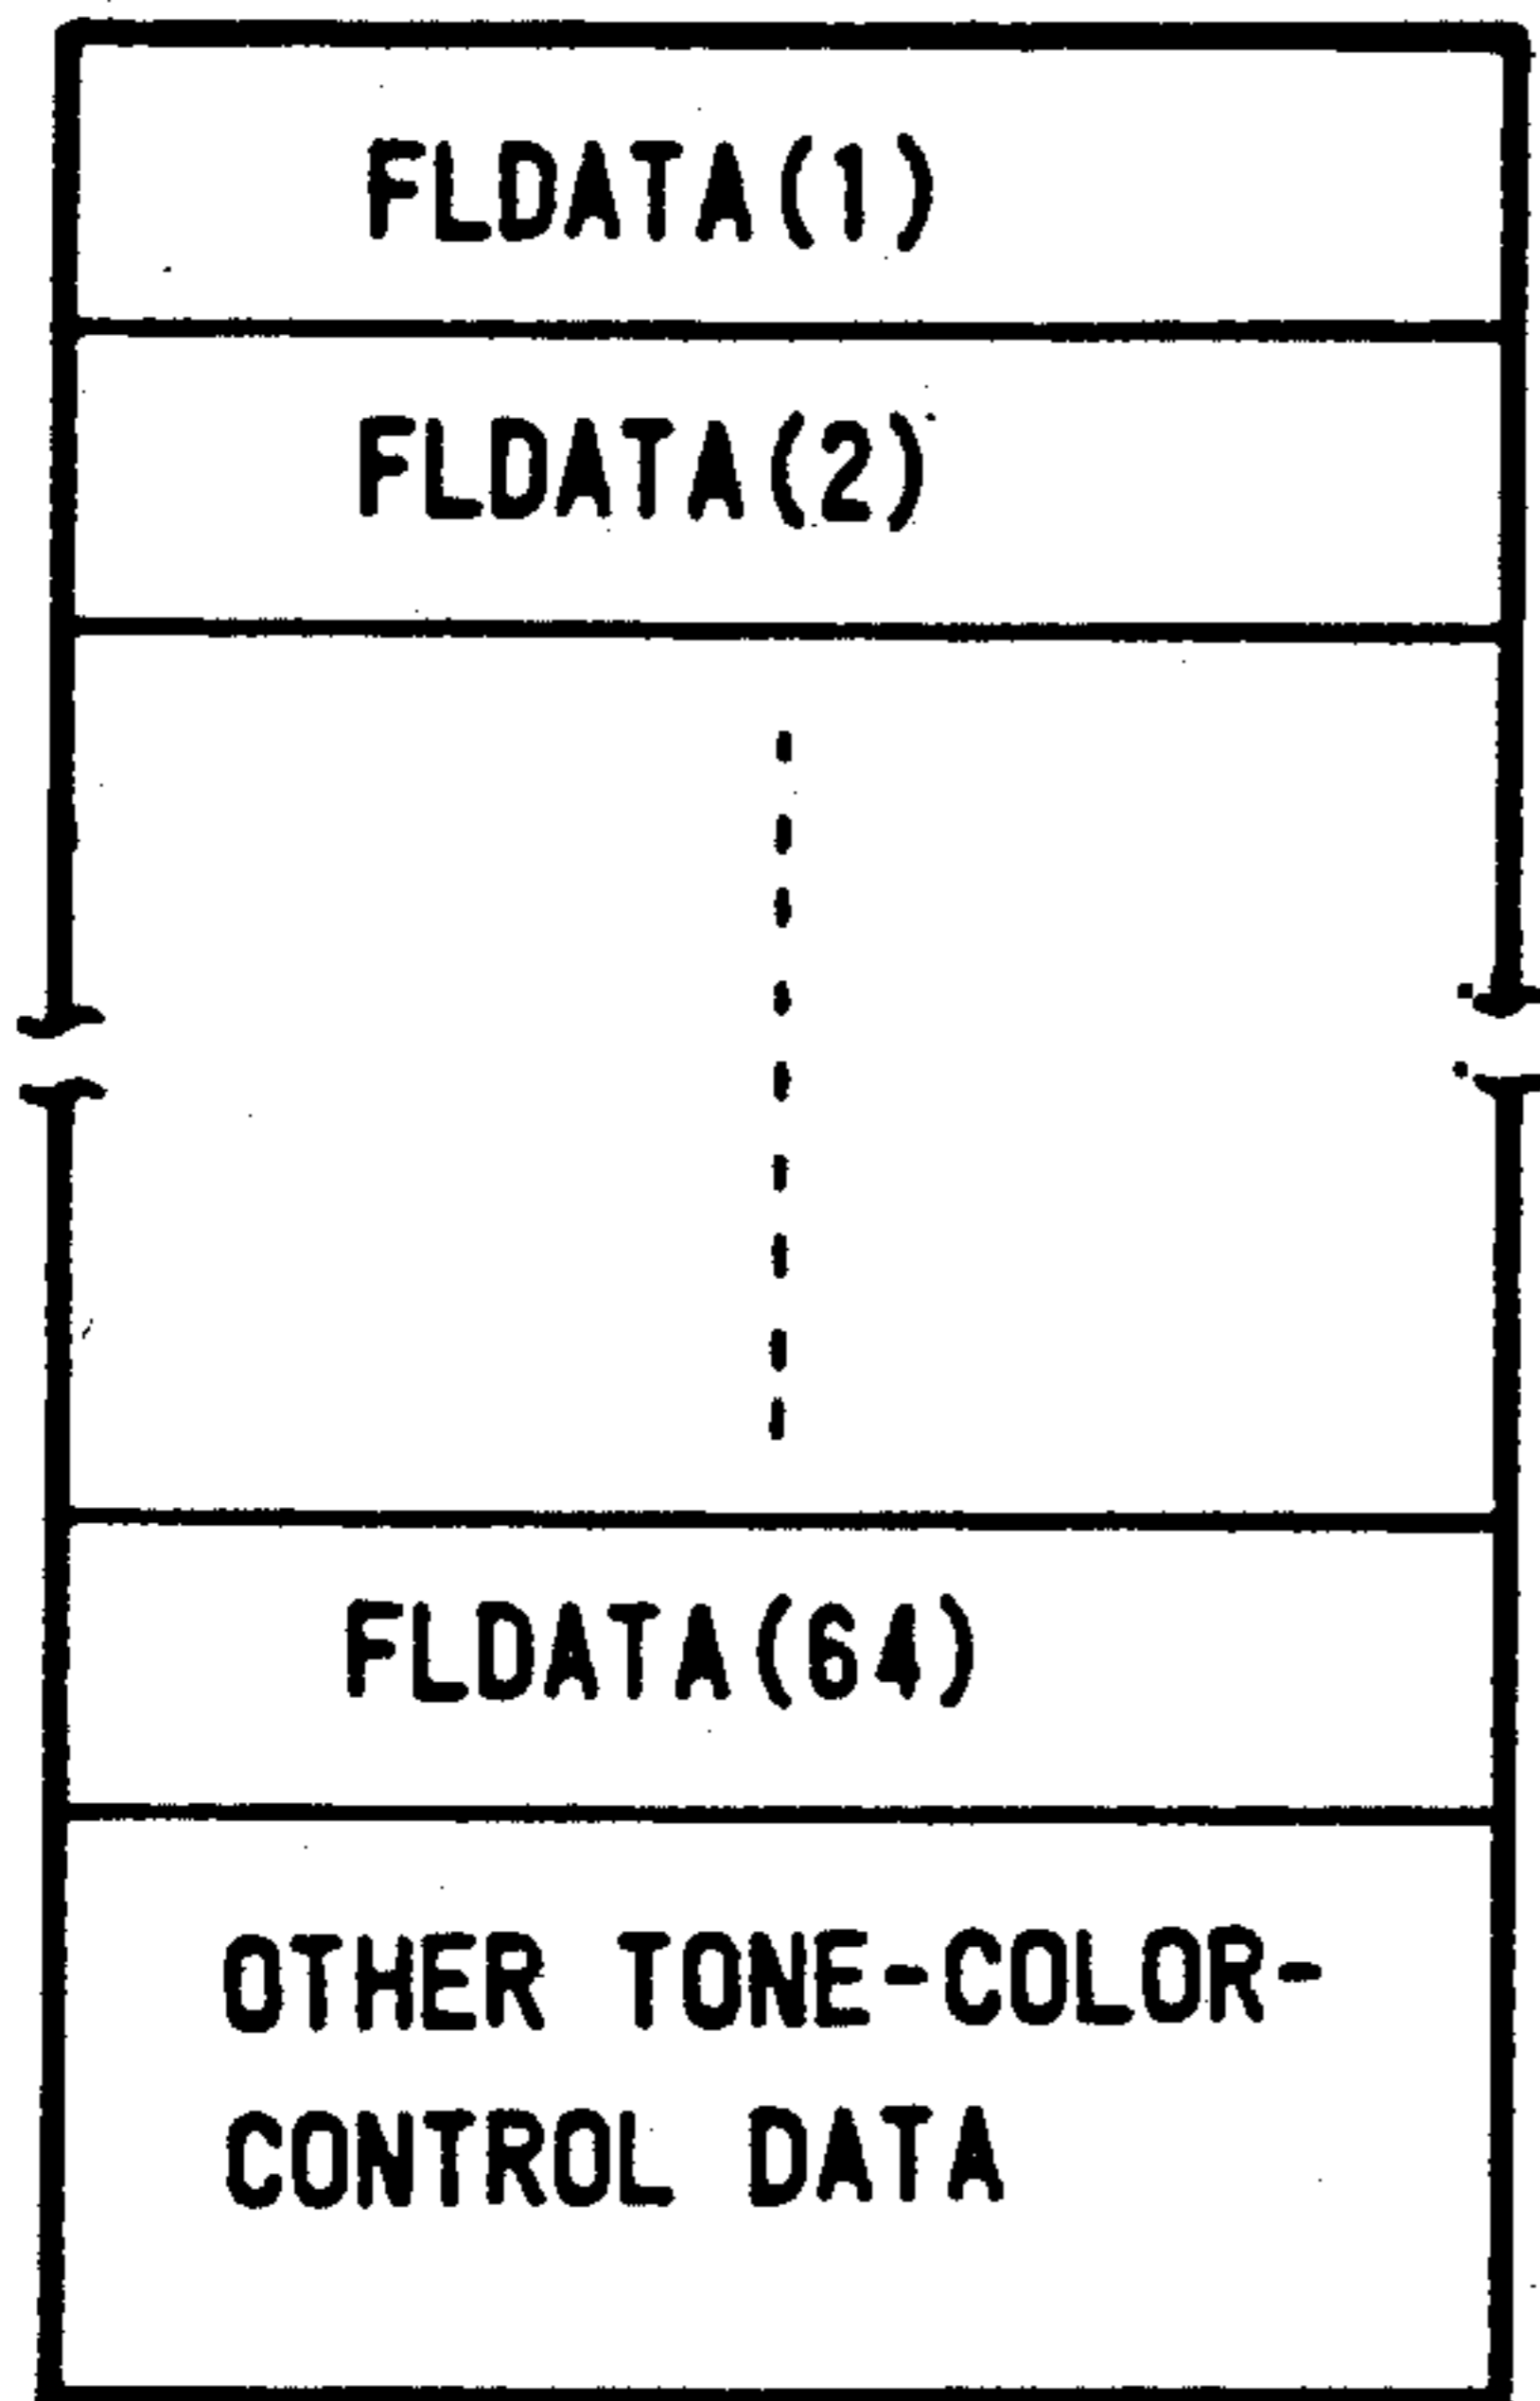 FLDATA(1)
FLDATA(2)
FLDATA(64)
OTHER TONE-COLOR-
CONTROL DATA